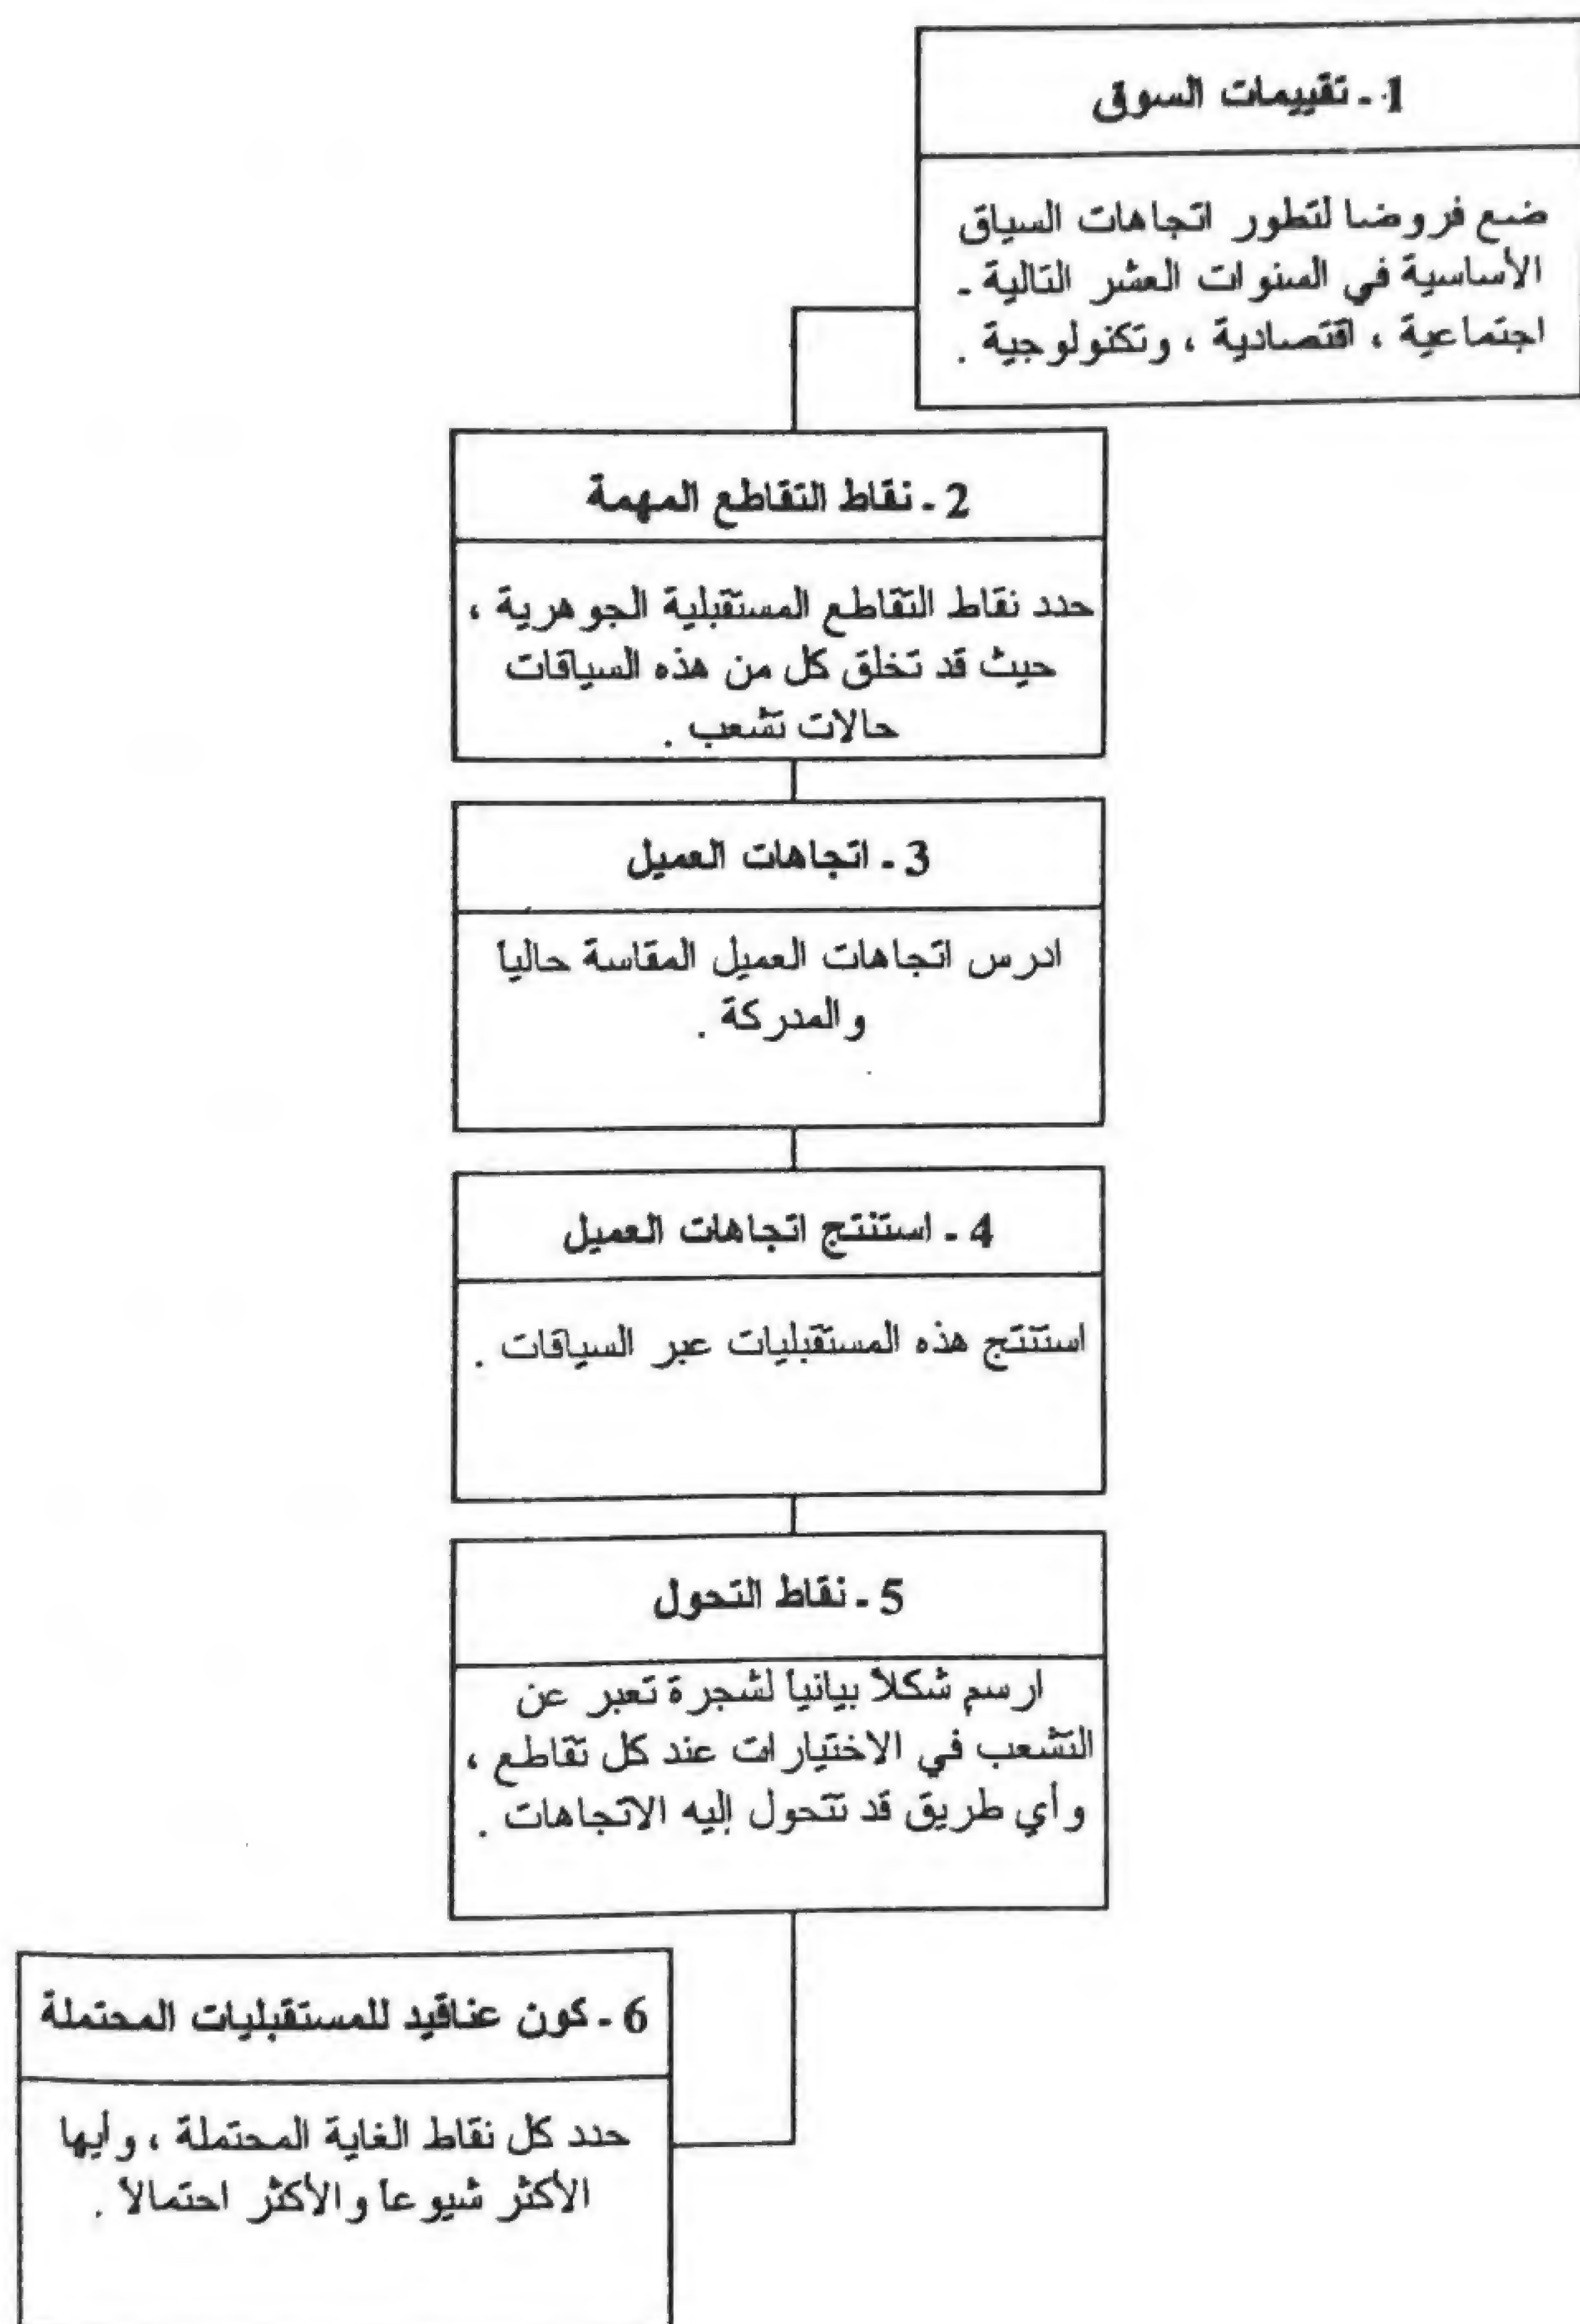 1 - تقييمات السوق
ضع فروضا لتطور اتجاهات السياق
الأساسية في السنوات العشر التالية -
اجتماعية ، اقتصادية ، وتكنولوجية .
2 - نقاط التقاطع المهمة
حدد نقاط التقاطع المستقبلية الجوهرية ،
حيث قد تخلق كل من هذه السياقات
حالات تشعب .
3 - اتجاهات العميل
ادرس اتجاهات العميل المقاسة حاليا
والمدركة .
4 - استنتج اتجاهات العميل
استنتج هذه المستقبليات عبر السياقات .
5 - نقاط التحول
ارسم شكلاً بيانيا لشجرة تعبر عن
التشعب في الاختيارات عند كل تقاطع ،
وأي طريق قد تتحول إليه الاتجاهات .
6 - كون عناقيد للمستقبليات المحتملة
حدد كل نقاط الغاية المحتملة ، وأيها
الأكثر شيوعا والأكثر احتمالاً .